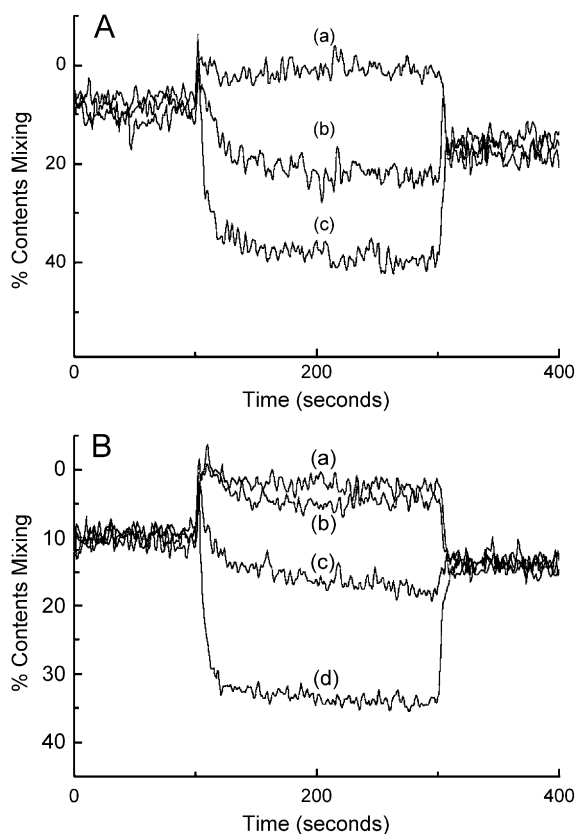 A
(a)
0
(b)
20
(c)
40
% Contents Mixing
0
200
400
Time (seconds)
B
(a)
0
(b)
10
(c)
20
(d)
30
40
% Contents Mixing
0
200
400
Time (seconds)